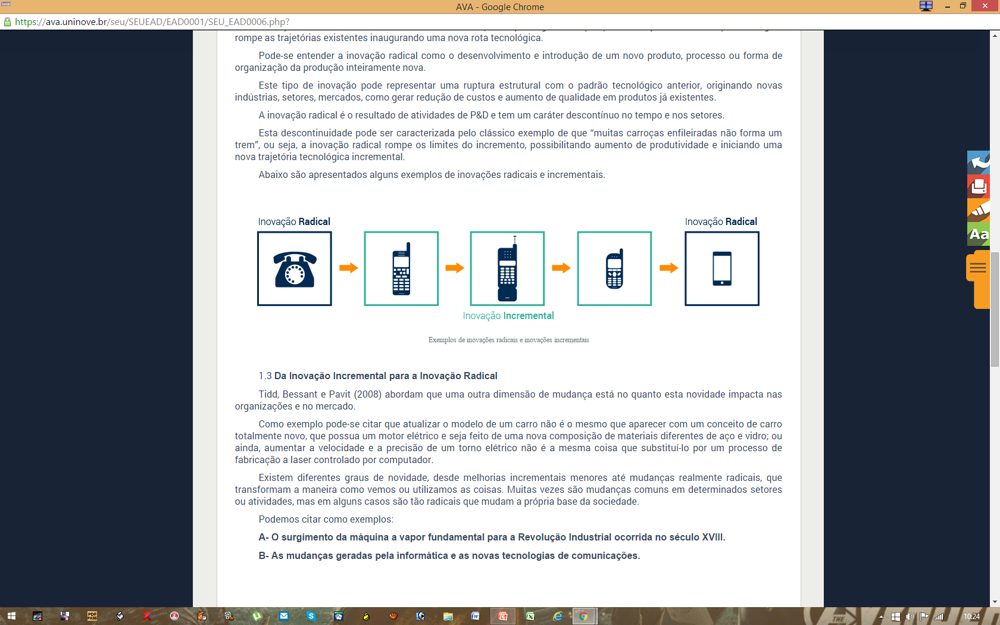 AVA - Google Chrome
https://ava.uninove.br/seu/SEUEAD/EAD0001/SEU_EAD0006.php?
rompe as trajetórias existentes inaugurando uma nova rota tecnológica.
Pode-se entender a inovação radical como o desenvolvimento e introdução de um novo produto, processo ou forma de
organização da produção inteiramente nova.
Este tipo de inovação pode representar uma ruptura estrutural com o padrão tecnológico anterior, originando novas
indústrias, setores, mercados, como gerar redução de custos e aumento de qualidade em produtos já existentes.
A inovação radical é o resultado de atividades de P&D e tem um caráter descontínuo no tempo e nos setores.
Esta descontinuidade pode ser caracterizada pelo clássico exemplo de que “muitas carroças enfileiradas não forma um
trem”, ou seja, a inovação radical rompe os limites do incremento, possibilitando aumento de produtividade e iniciando uma
nova trajetória tecnológica incremental.
Abaixo são apresentados alguns exemplos de inovações radicais e incrementais.
Inovação Radical
Inovação Radical
Inovação Incremental
Exemplos de inovações radicais e inovações incrementais
1.3 Da Inovação Incremental para a Inovação Radical
Tidd, Bessant e Pavit (2008) abordam que uma outra dimensão de mudança está no quanto esta novidade impacta nas
organizações e no mercado.
Como exemplo pode-se citar que atualizar o modelo de um carro não é o mesmo que aparecer com um conceito de carro
totalmente novo, que possua um motor elétrico e seja feito de uma nova composição de materiais diferentes de aço e vidro; ou
ainda, aumentar a velocidade e a precisão de um torno elétrico não é a mesma coisa que substituí-lo por um processo de
fabricação a laser controlado por computador.
Existem diferentes graus de novidade, desde melhorias incrementais menores até mudanças realmente radicais, que
transformam a maneira como vemos ou utilizamos as coisas. Muitas vezes são mudanças comuns em determinados setores
ou atividades, mas em alguns casos são tão radicais que mudam a própria base da sociedade.
Podemos citar como exemplos:
A- O surgimento da máquina a vapor fundamental para a Revolução Industrial ocorrida no século XVIII.
B- As mudanças geradas pela informática e as novas tecnologias de comunicações.
Aa
PDF
PASS
THE
10:24